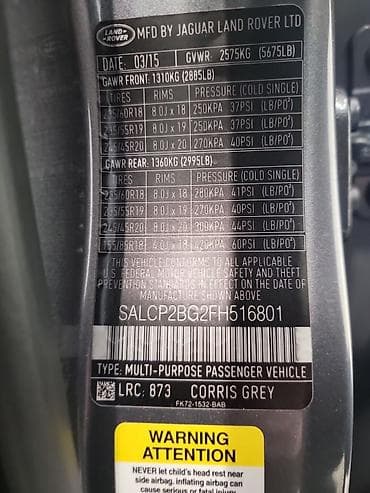 LAND-
ROVER
MFD BY JAGUAR LAND ROVER LTD
DATE: 03/15 GVWR: 2575KG (5675LB)
GAWR FRONT: 1310KG (2885LB)
TIRES RIMS PRESSURE (COLD SINGLE)
235/60R18 8.0J x 18 250KPA 37PSI (LB/PO²)
235/55R19 8.0J x 19 250KPA 37PSI (LB/PO²)
245/45R20 8.0J x 20 270KPA 40PSI (LB/PO²)
GAWR REAR: 1360KG (2995LB)
TIRES RIMS PRESSURE (COLD SINGLE)
235/60R18 8.0J x 18 280KPA 41PSI (LB/PO²)
235/55R19 8.0J x 19 270KPA 40PSI (LB/PO²)
245/45R20 8.0J x 20 300KPA 44PSI (LB/PO²)
155/85R18 4.0J x 18 420KPA 60PSI (LB/PO²)
THIS VEHICLE CONFORMS TO ALL APPLICABLE
U.S. FEDERAL MOTOR VEHICLE SAFETY
IN EFFECT ON THE DATE OF
MANUFACTURE SHOWN ABOVE.
SALCP2BG2FH516801
TYPE: MULTI-PURPOSE PASSENGER VEHICLE
LRC: 873 CORRIS GREY
FK72-1532-BAB
WARNING
ATTENTION
NEVER let child's head rest near
side airbag. inflating airbag can
cause serious or fatal injury